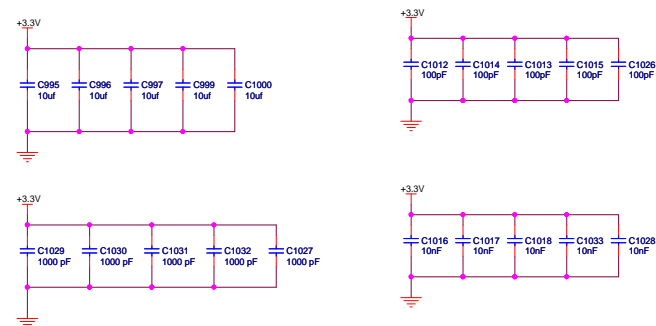 +3.3V
C995 C996 C997 C999 C1000
10uf 10uf 10uf 10uf 10uf
+3.3V
C1012 C1014 C1013 C1015 C1026
100pF 100pF 100pF 100pF 100pF
+3.3V
C1029 C1030 C1031 C1032 C1027
1000 pF 1000 pF 1000 pF 1000 pF 1000 pF
+3.3V
C1016 C1017 C1018 C1033 C1028
10nF 10nF 10nF 10nF 10nF